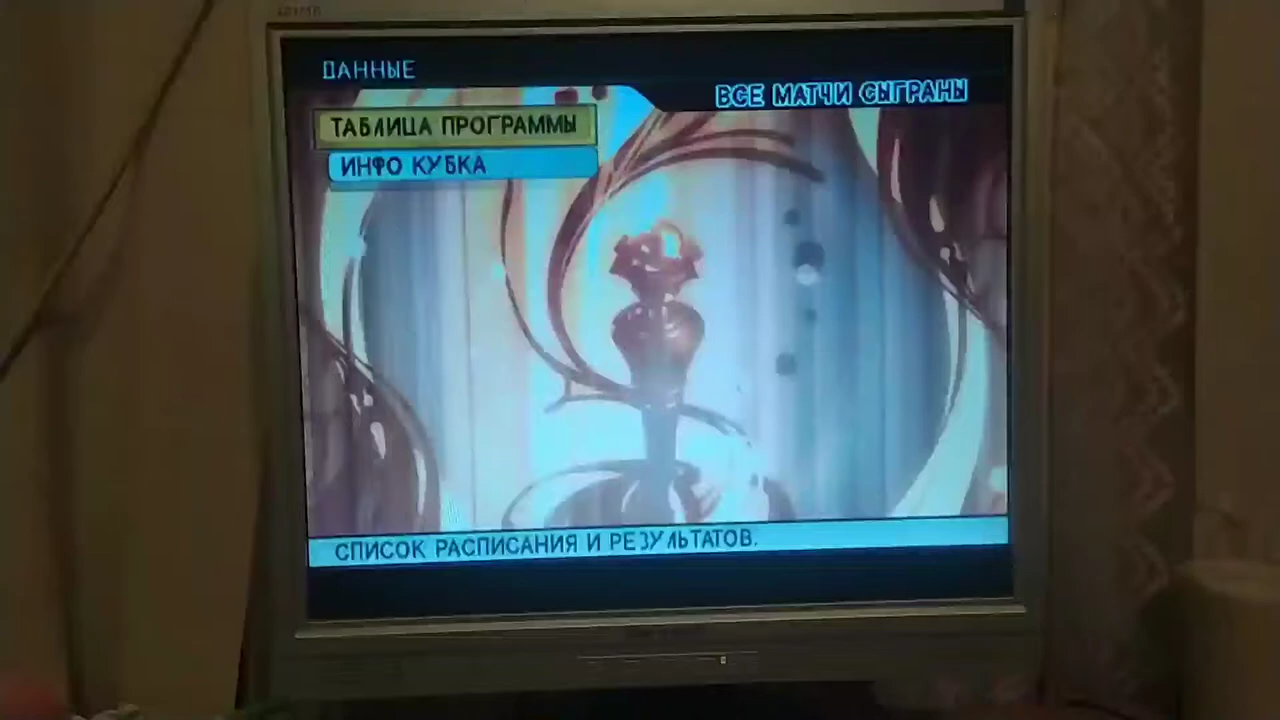 ДАННЫЕ
ВСЕ МАТЧИ СЫГРАНЫ
ТАБЛИЦА ПРОГРАММЫ
ИНФО КУБКА
СПИСОК РАСПИСАНИЯ И РЕЗУЛЬТАТОВ.